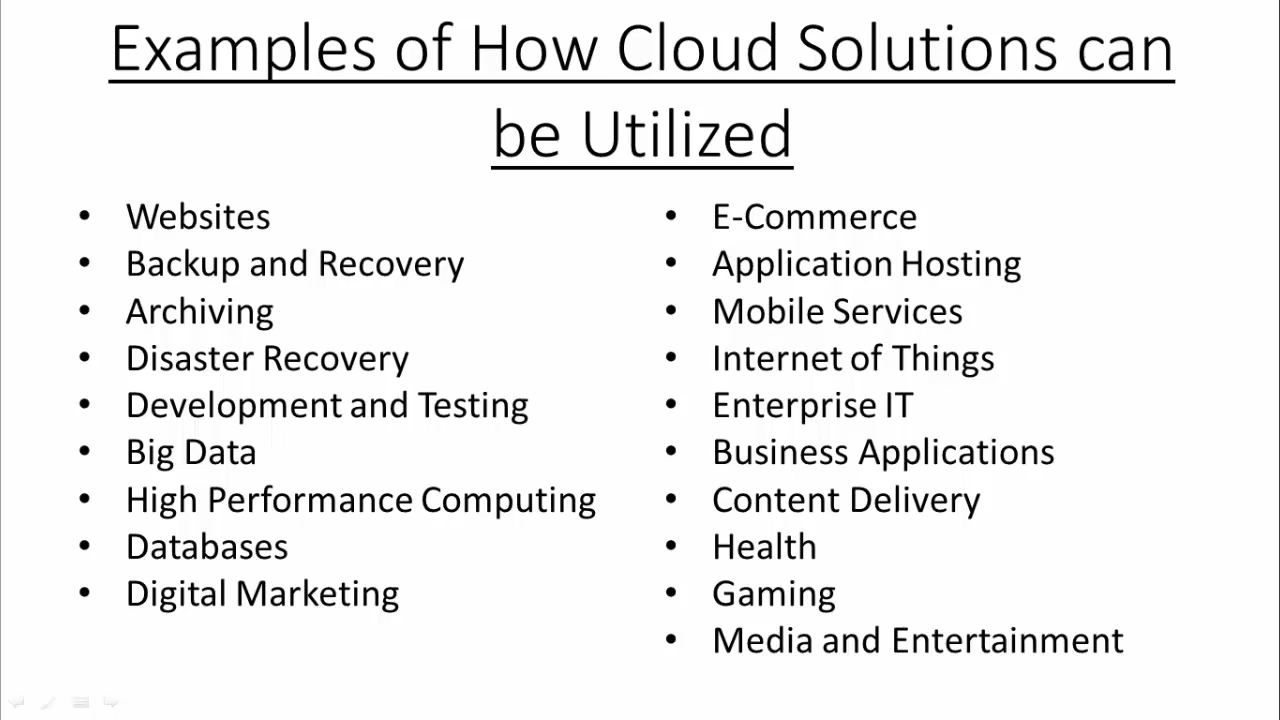 Examples of How Cloud Solutions can
be Utilized
• Websites
• Backup and Recovery
• Archiving
• Disaster Recovery
• Development and Testing
• Big Data
• High Performance Computing
• Databases
• Digital Marketing
• E-Commerce
• Application Hosting
• Mobile Services
• Internet of Things
• Enterprise IT
• Business Applications
• Content Delivery
• Health
• Gaming
• Media and Entertainment